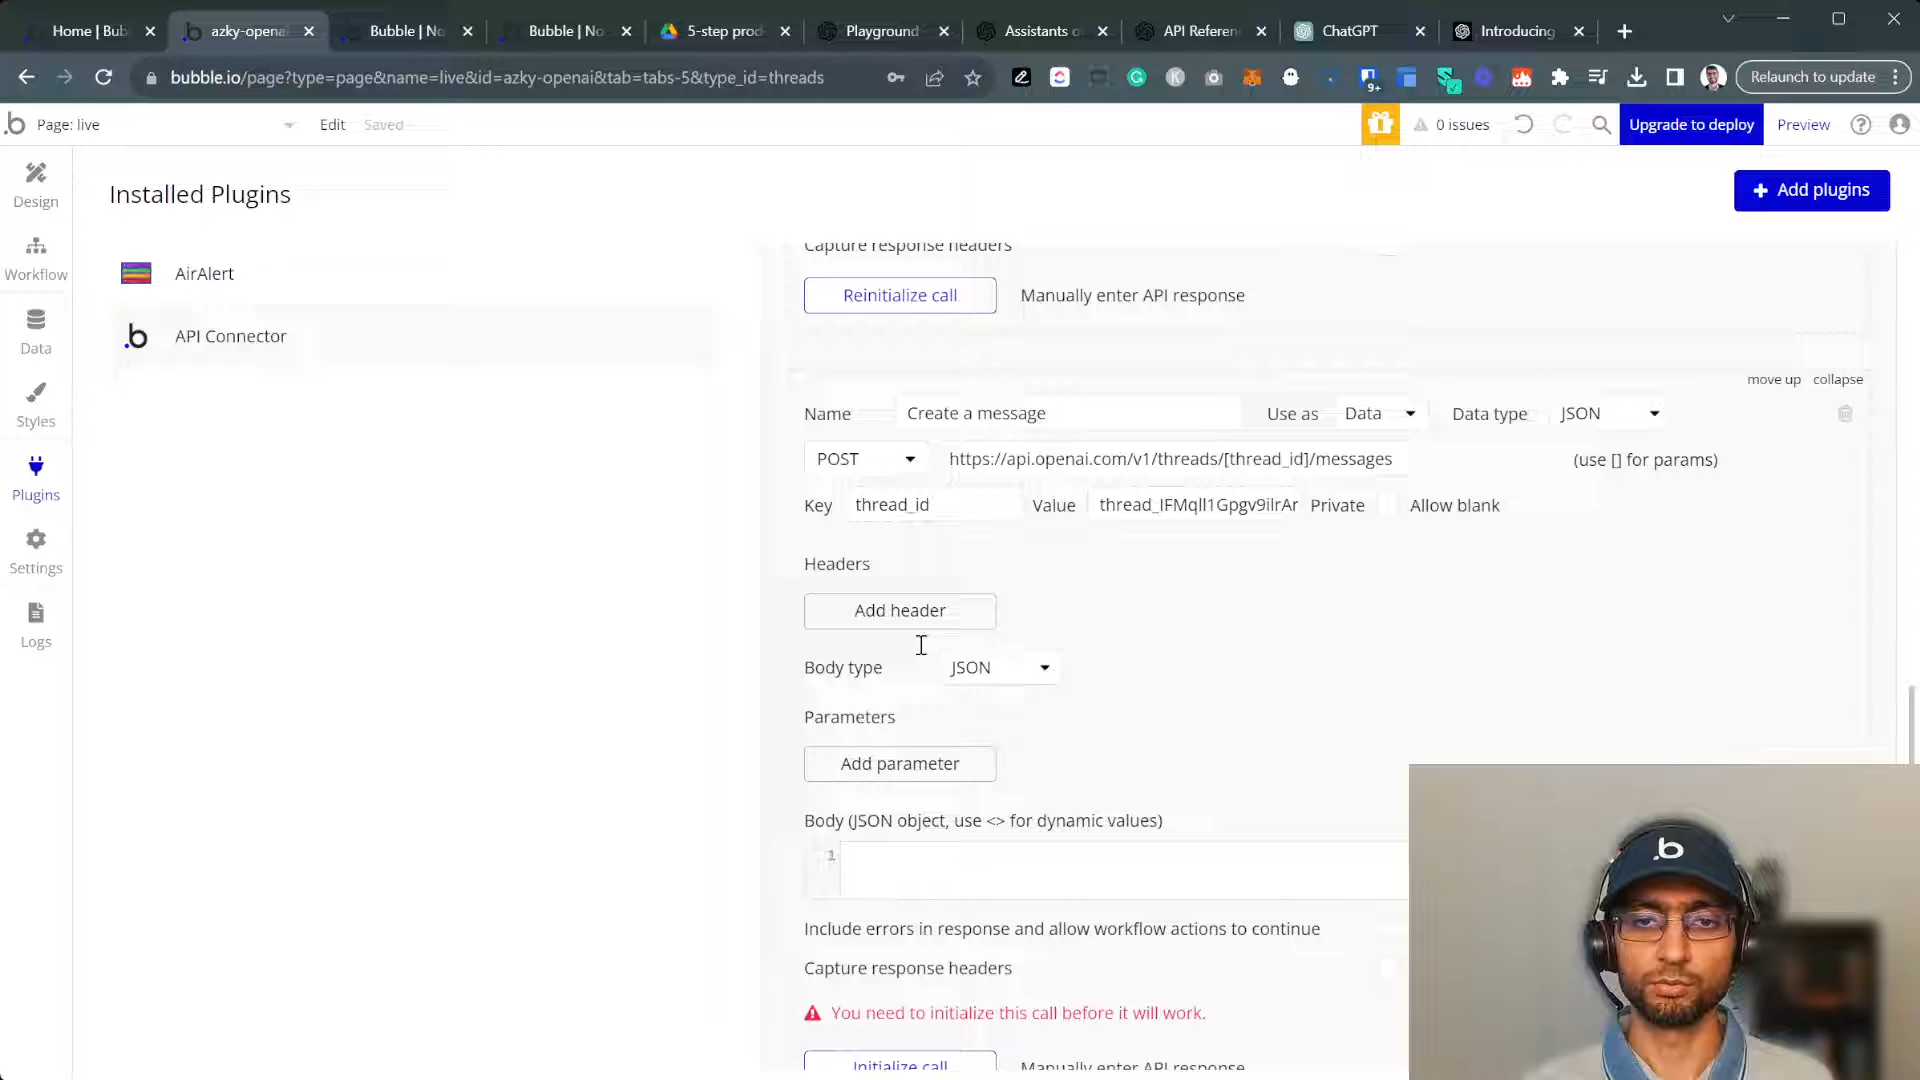 Home | Bub
azky-opena
Bubble | No
Bubble | No
5-step prod
Playground
Assistants o
API Referen
ChatGPT
Introducing
bubble.io/page?type=page&name=live&id=azky-openai&tab=tabs-5&type_id=threads
9+
Relaunch to update
Page: live
Edit
Saved
0 issues
Upgrade to deploy
Preview
Design
Workflow
Data
Styles
Plugins
Settings
Logs
Installed Plugins
Add plugins
AirAlert
API Connector
Capture response headers
Reinitialize call
Manually enter API response
move up
collapse
Name
Create a message
Use as
Data
Data type
JSON
POST
https://api.openai.com/v1/threads/[thread_id]/messages
(use [] for params)
Key
thread_id
Value
thread_IFMqll1Gpgv9ilrAr
Private
Allow blank
Headers
Add header
Body type
JSON
Parameters
Add parameter
Body (JSON object, use <> for dynamic values)
1
Include errors in response and allow workflow actions to continue
Capture response headers
You need to initialize this call before it will work.
Initialize call
Manually enter API response
.b